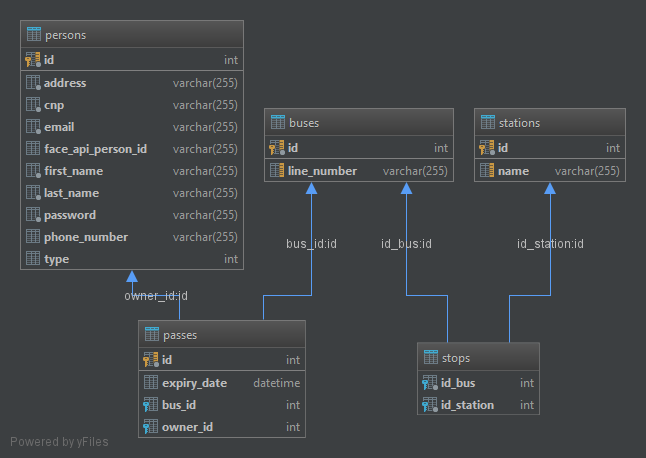 persons
id int
address varchar(255)
cnp varchar(255)
email varchar(255)
face_api_person_id varchar(255)
first_name varchar(255)
last_name varchar(255)
password varchar(255)
phone_number varchar(255)
type int
buses
id int
line_number varchar(255)
stations
id int
name varchar(255)
bus_id:id
id_bus:id
id_station:id
owner_id:id
passes
id int
expiry_date datetime
bus_id int
owner_id int
stops
id_bus int
id_station int
Powered by yFiles